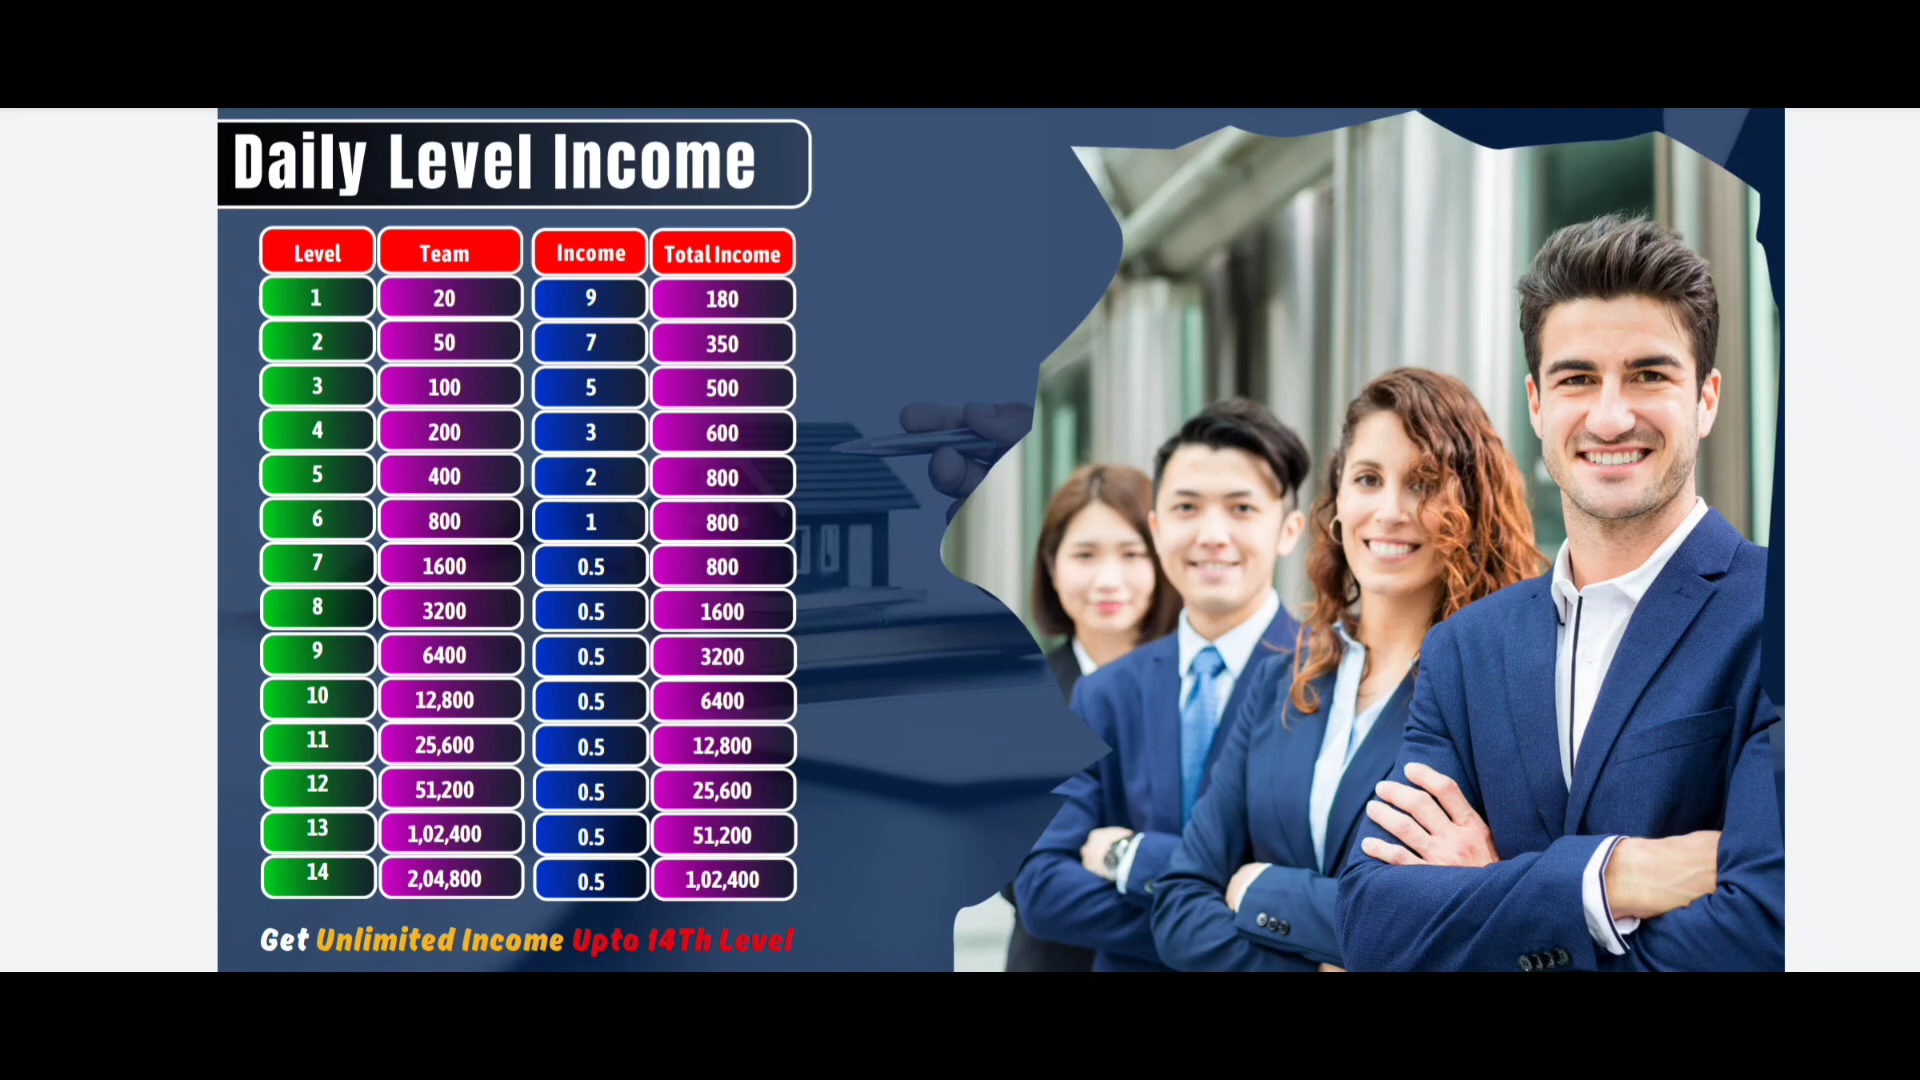 Daily Level Income
Level Team Income Total Income
1 20 9 180
2 50 7 350
3 100 5 500
4 200 3 600
5 400 2 800
6 800 1 800
7 1600 0.5 800
8 3200 0.5 1600
9 6400 0.5 3200
10 12,800 0.5 6400
11 25,600 0.5 12,800
12 51,200 0.5 25,600
13 1,02,400 0.5 51,200
14 2,04,800 0.5 1,02,400
Get Unlimited Income Upto 14Th Level